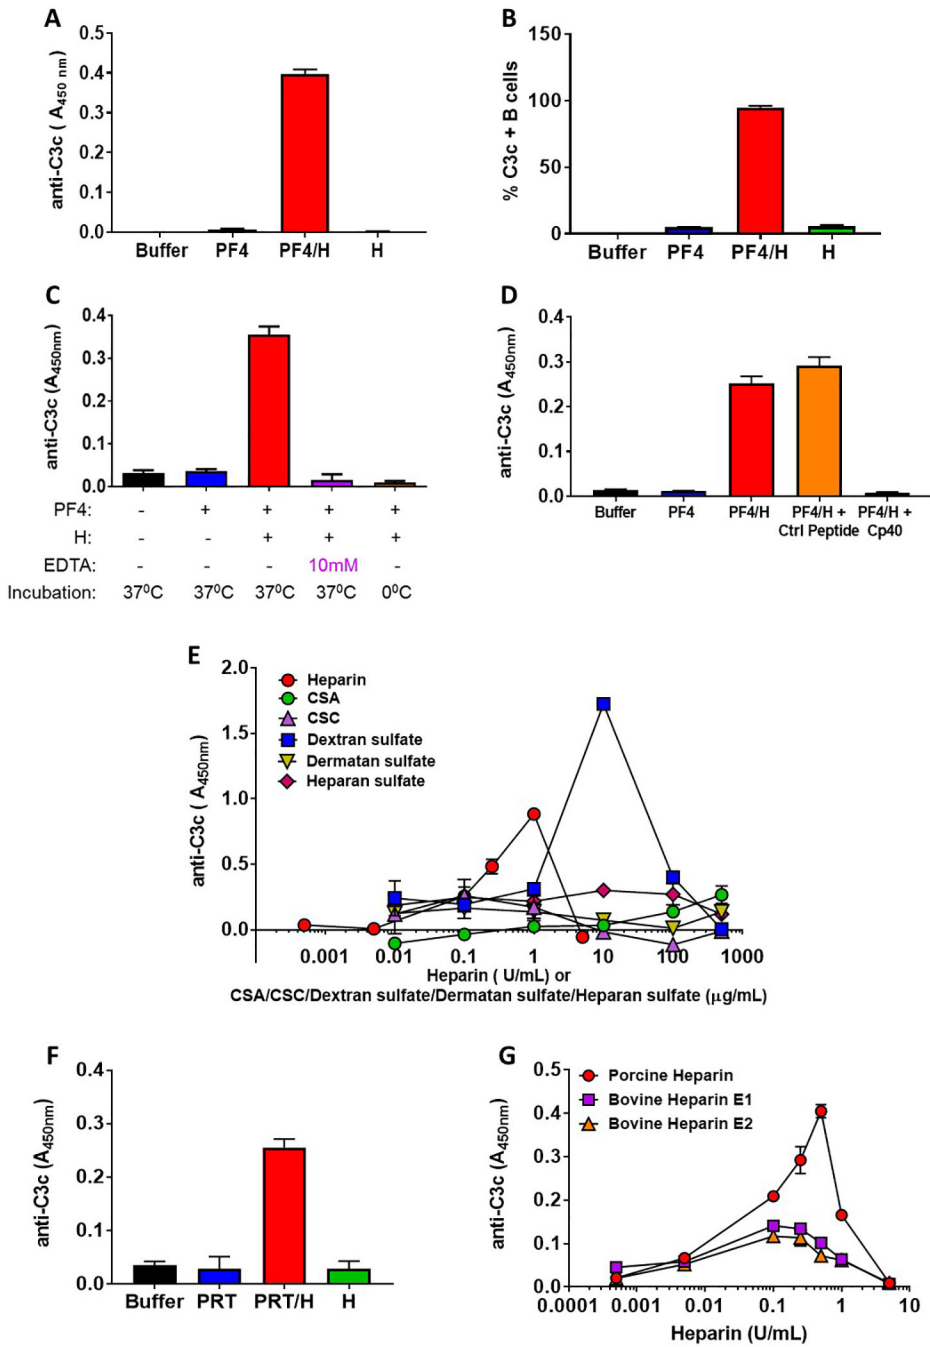 A
anti-C3c ( A450 nm)
0.5
0.4
0.3
0.2
0.1
0.0
Buffer PF4 PF4/H H
B
% C3c + B cells
150
100
50
0
Buffer PF4 PF4/H H
C
anti-C3c (A450nm)
0.4
0.3
0.2
0.1
0.0
PF4: - + + + +
H: - - + + +
EDTA: - - - 10mM -
Incubation: 37⁰C 37⁰C 37⁰C 37⁰C 0⁰C
D
anti-C3c (A450nm)
0.4
0.3
0.2
0.1
0.0
Buffer PF4 PF4/H PF4/H + PF4/H +
Ctrl Peptide Cp40
E
anti-C3c ( A450nm)
2.0
1.5
1.0
0.5
0.0
Heparin
CSA
CSC
Dextran sulfate
Dermatan sulfate
Heparan sulfate
0.001 0.01 0.1 1 10 100 1000
Heparin ( U/mL) or
CSA/CSC/Dextran sulfate/Dermatan sulfate/Heparan sulfate (µg/mL)
F
anti-C3c (A450nm)
0.4
0.3
0.2
0.1
0.0
Buffer PRT PRT/H H
G
anti-C3c (A450nm)
0.5
0.4
0.3
0.2
0.1
0.0
Porcine Heparin
Bovine Heparin E1
Bovine Heparin E2
0.0001 0.01 0.1 1 10
Heparin (U/mL)